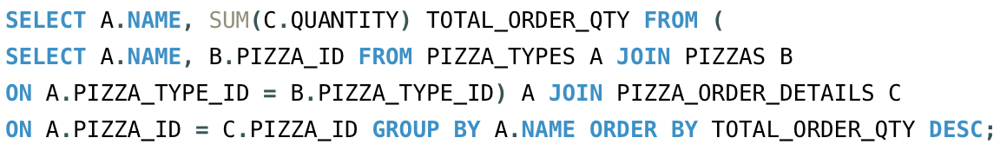 SELECT A.NAME, SUM(C.QUANTITY) TOTAL_ORDER_QTY FROM (
SELECT A.NAME, B.PIZZA_ID FROM PIZZA_TYPES A JOIN PIZZAS B
ON A.PIZZA_TYPE_ID = B.PIZZA_TYPE_ID) A JOIN PIZZA_ORDER_DETAILS C
ON A.PIZZA_ID = C.PIZZA_ID GROUP BY A.NAME ORDER BY TOTAL_ORDER_QTY DESC;